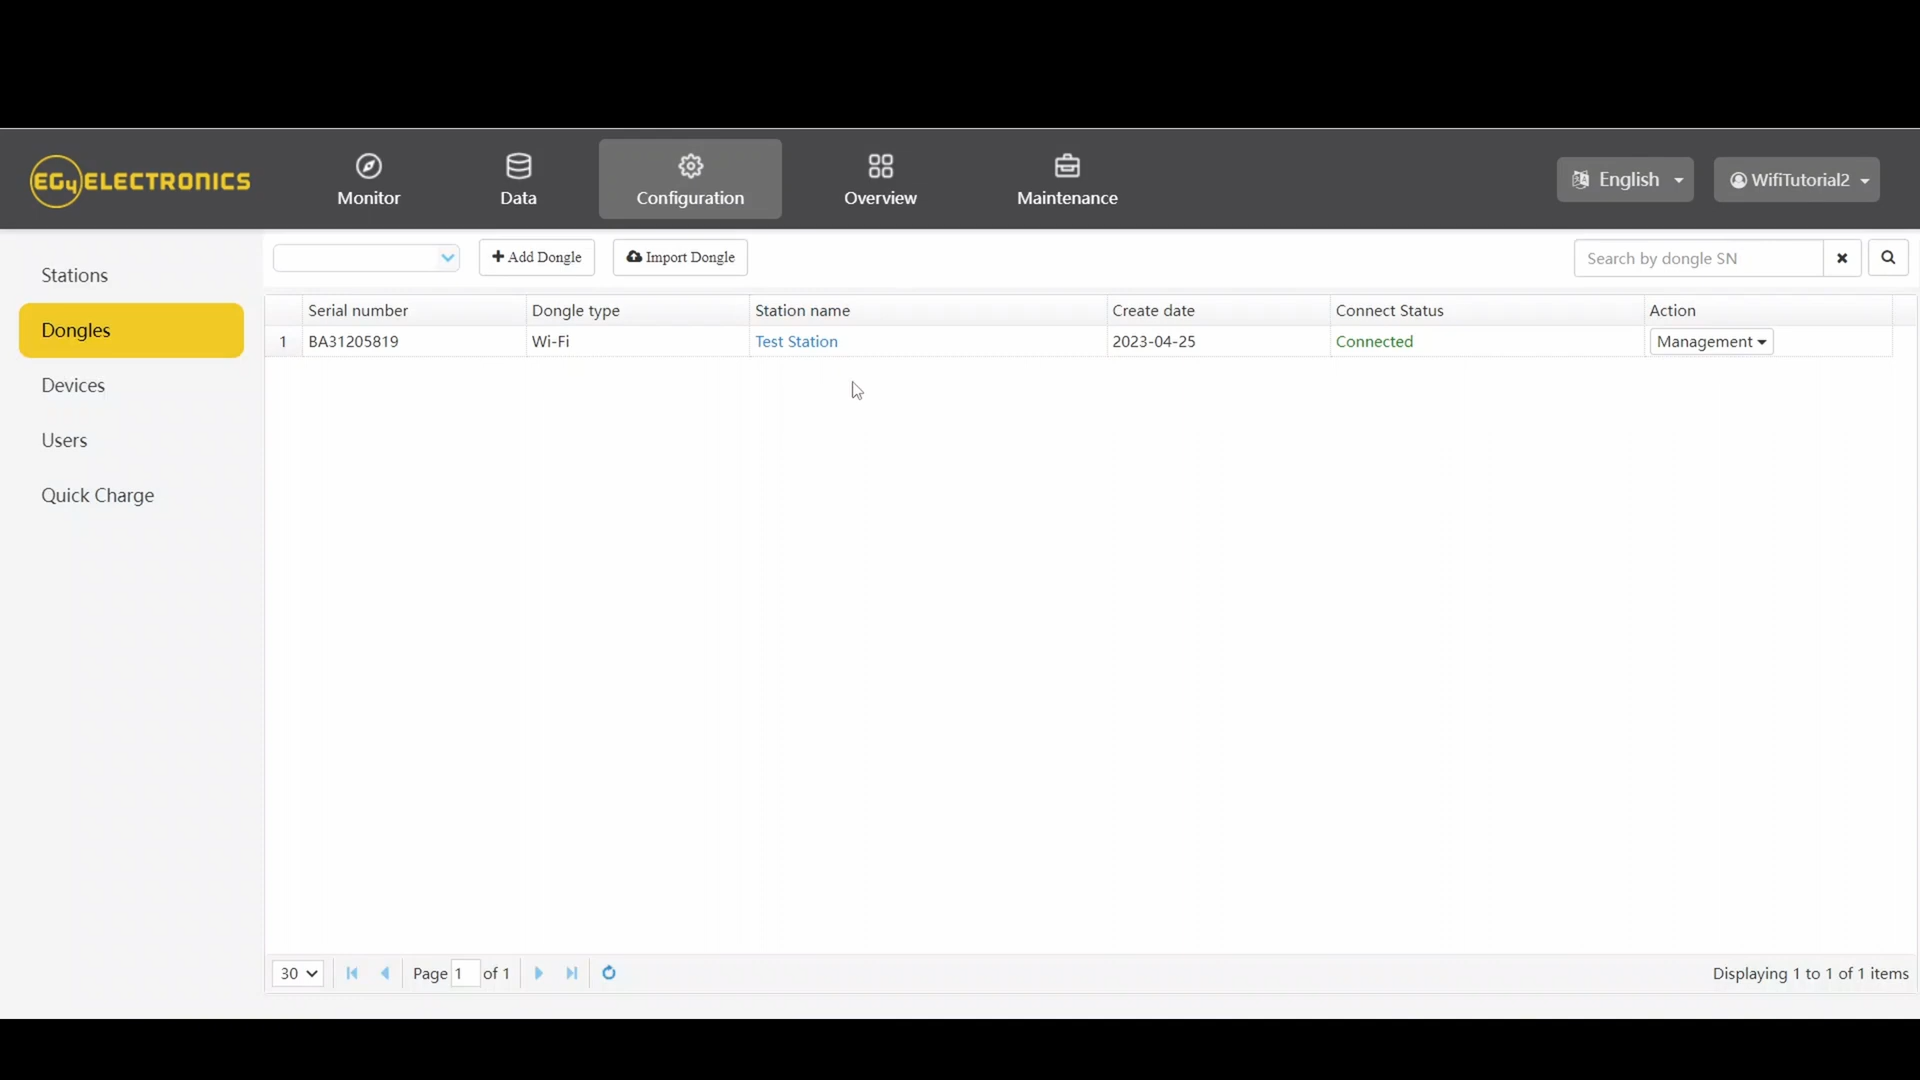 EG4 ELECTRONICS
Monitor
Data
Configuration
Overview
Maintenance
English
WifiTutorial2
Stations
Dongles
Devices
Users
Quick Charge
+ Add Dongle
Import Dongle
Search by dongle SN
Serial number Dongle type Station name Create date Connect Status Action
1 BA31205819 Wi-Fi Test Station 2023-04-25 Connected Management
30 Page 1 of 1
Displaying 1 to 1 of 1 items